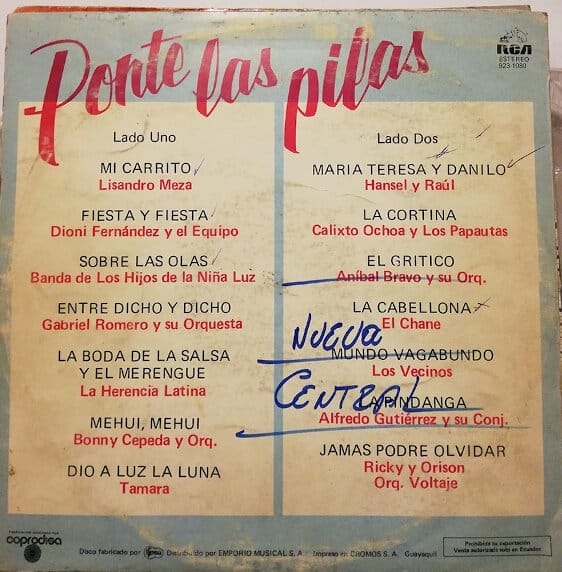 Ponte las pilas
RCA
ESTEREO
923-1080
Lado Uno
MI CARRITO
Lisandro Meza
FIESTA Y FIESTA
Dioni Fernández y el Equipo
SOBRE LAS OLAS
Banda de Los Hijos de la Niña Luz
ENTRE DICHO Y DICHO
Gabriel Romero y su Orquesta
LA BODA DE LA SALSA
Y EL MERENGUE
La Herencia Latina
MEHUI, MEHUI
Bonny Cepeda y Orq.
DIO A LUZ LA LUNA
Tamara
Lado Dos
MARIA TERESA Y DANILO
Hansel y Raúl
LA CORTINA
Calixto Ochoa y Los Papautas
EL GRITICO
Aníbal Bravo y su Orq.
LA CABELLONA
El Chane
NUEVA
MUNDO VAGABUNDO
Los Vecinos
CENTRAL
LA PINDANGA
Alfredo Gutiérrez y su Conj.
JAMAS PODRE OLVIDAR
Ricky y Orison
Orq. Voltaje
coprodisa
Disco fabricado por Distribuído por EMPORIO MUSICAL S. A. Impreso en CROMOS S. A. Guayaquil
Prohibida su exportación
Venta autorizada solo en Ecuador